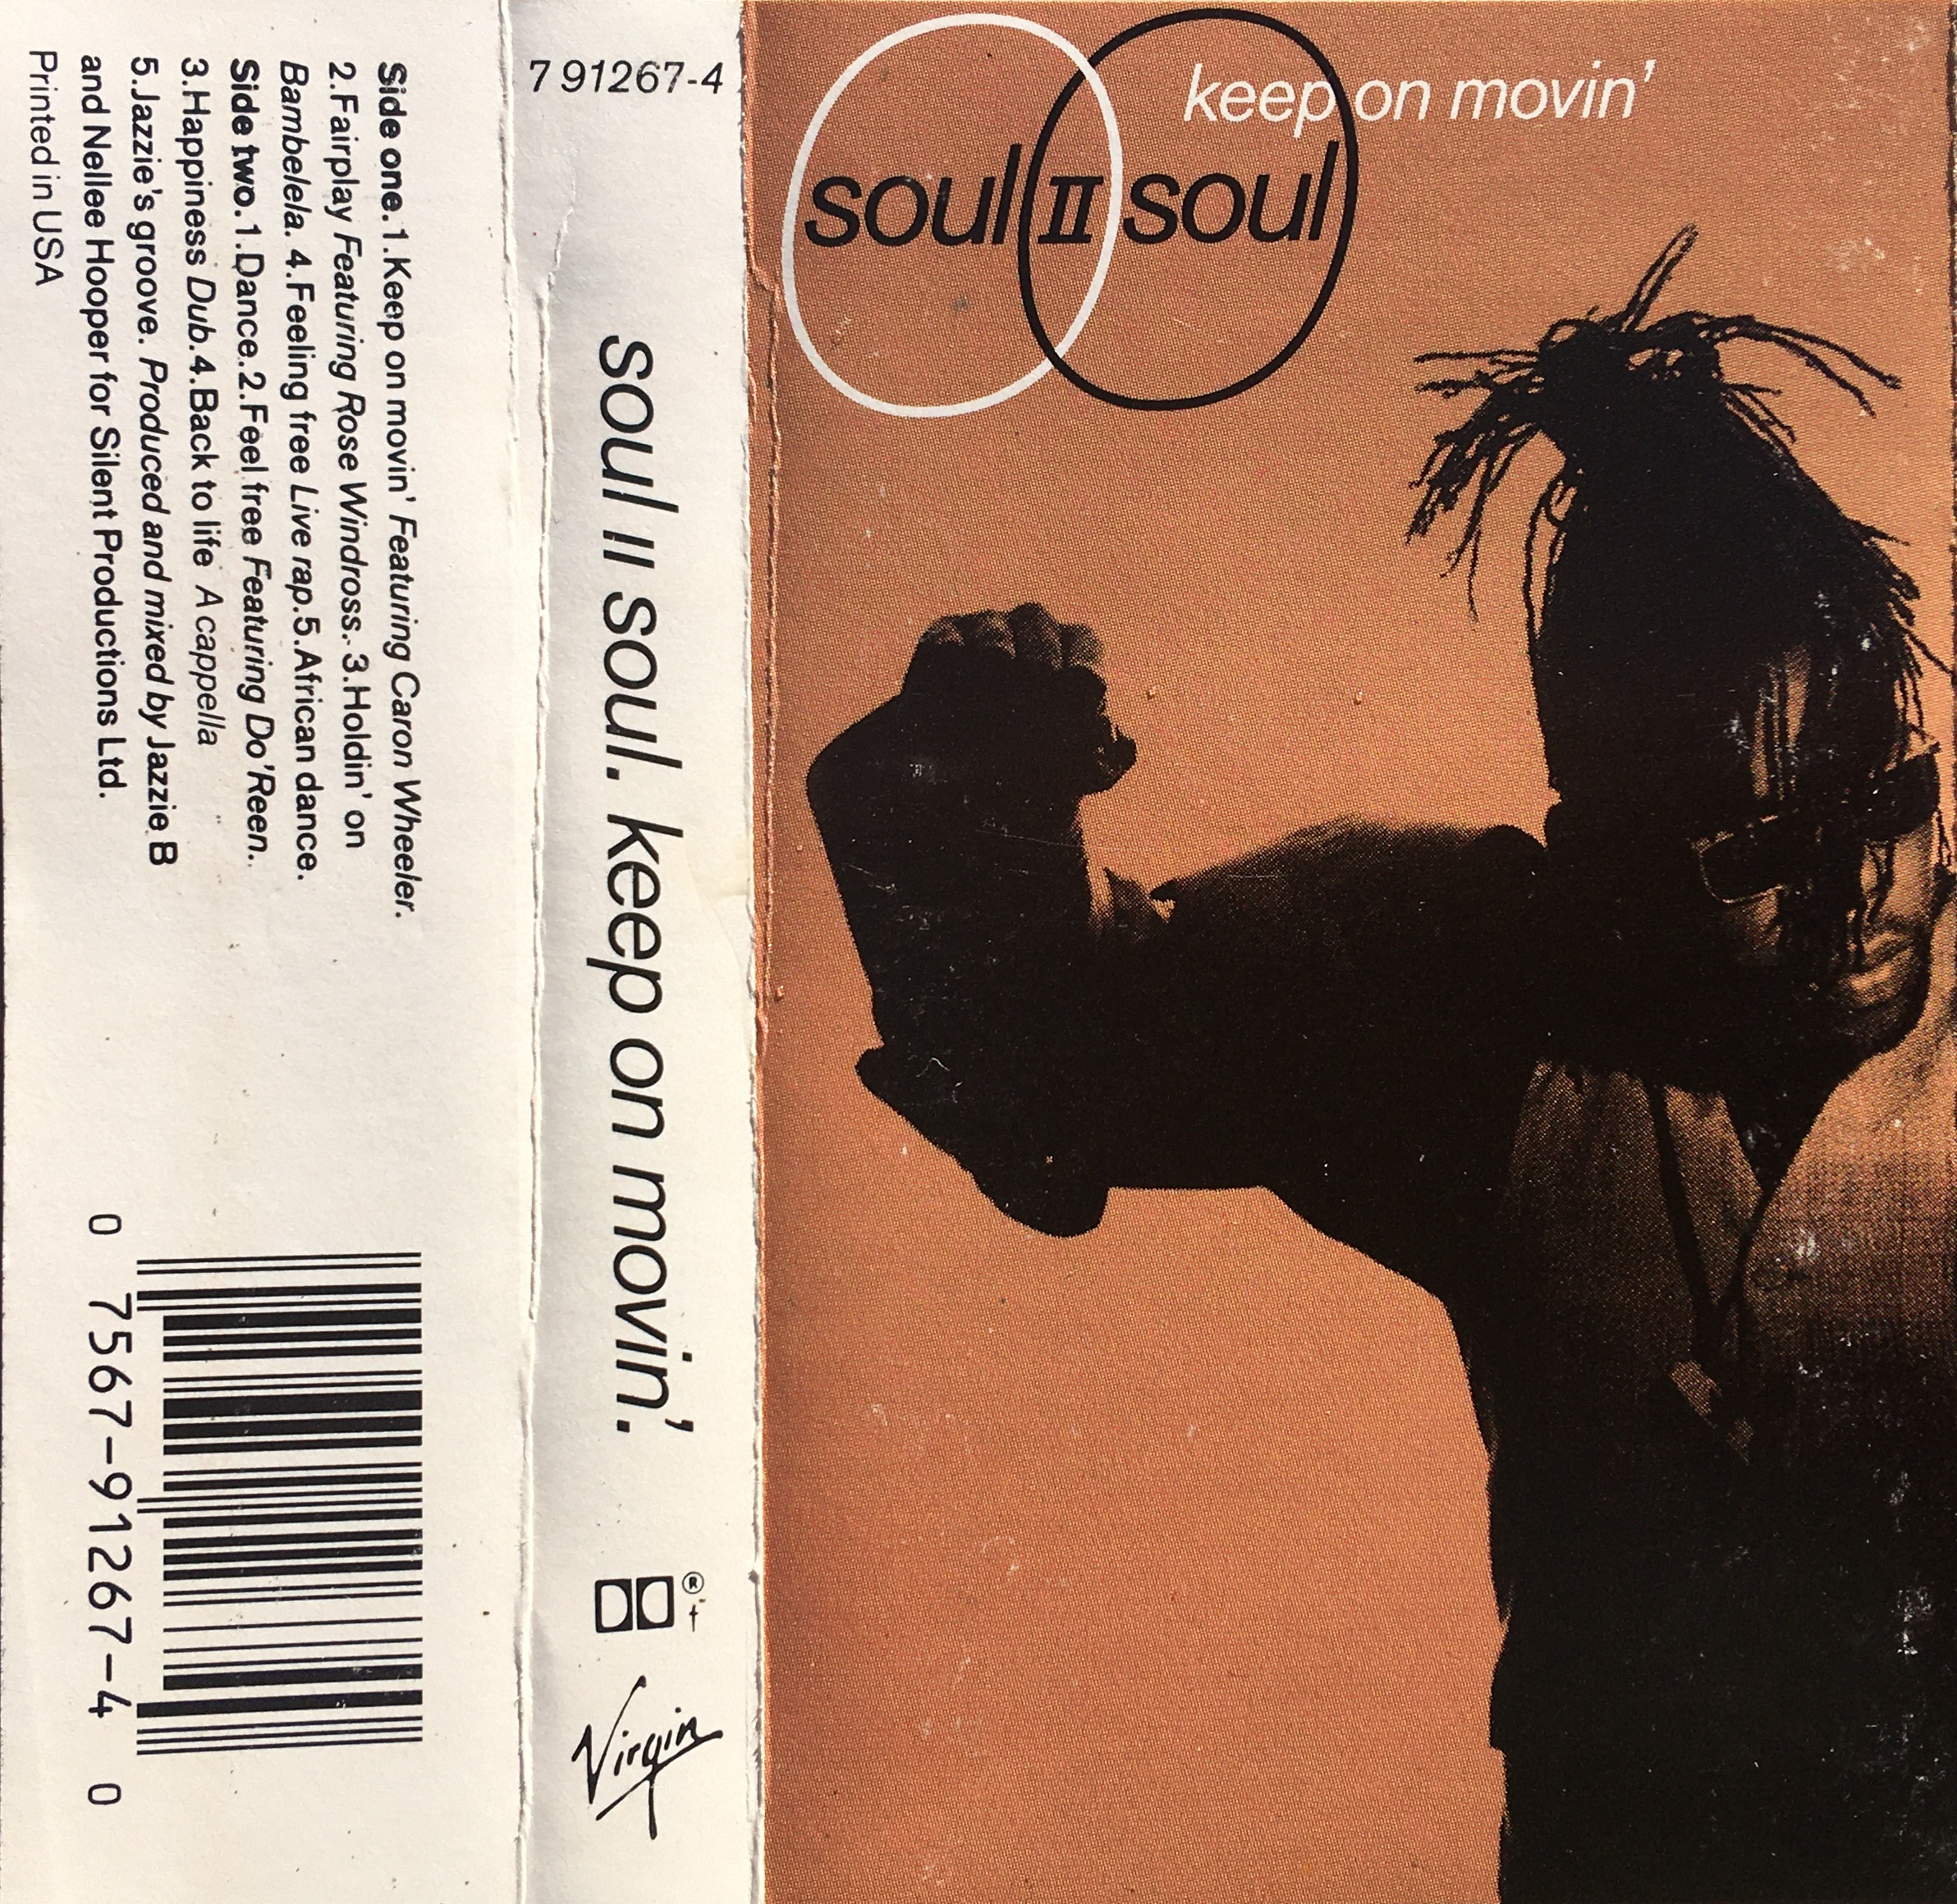 keep on movin'
soul II soul
7 91267-4
soul II soul. keep on movin'.
®
Virgin
Side one.1.Keep on movin' Featuring Caron Wheeler.
2.Fairplay Featuring Rose Windross. 3.Holdin' on
Bambelela. 4.Feeling free Live rap.5.African dance.
Side two.1.Dance.2.Feel free Featuring Do'Reen.
3.Happiness Dub.4.Back to life A cappella
5.Jazzie's groove. Produced and mixed by Jazzie B
and Nellee Hooper for Silent Productions Ltd.
Printed in USA
0 7567-91267-4 0